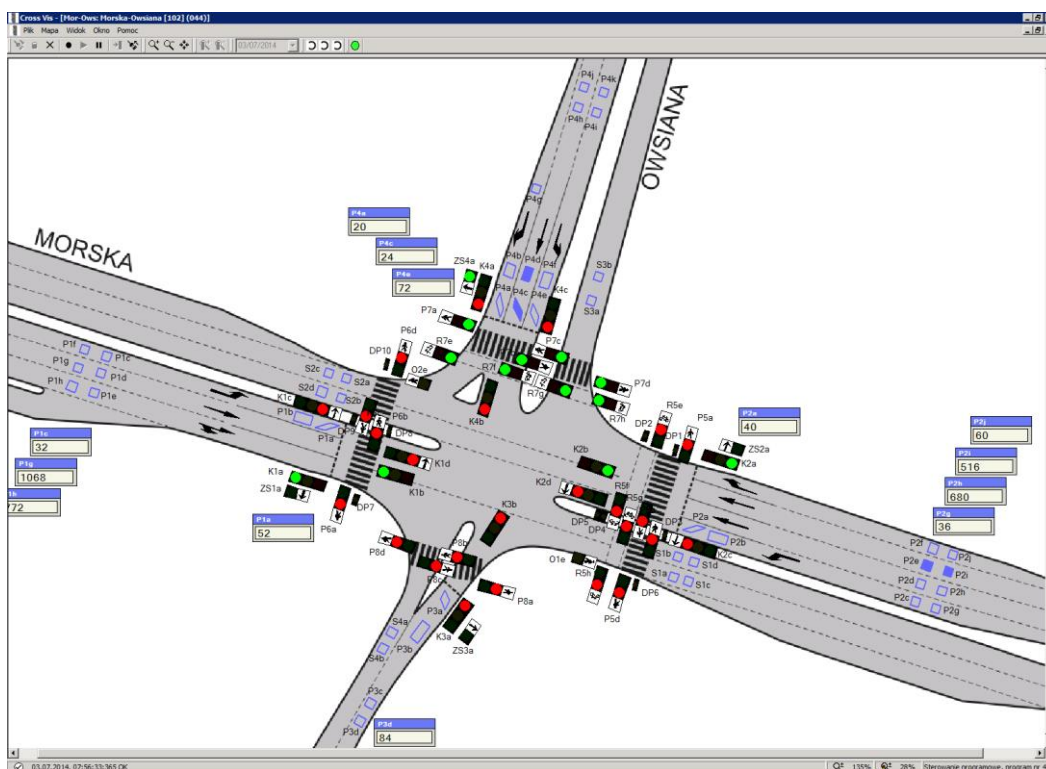 Cross Vis - [Mor-Ows: Morska-Owsiana [102] (044)]
Plik Mapa Widok Okno Pomoc
03/07/2014
P4j P4k
P4h P4i
OWSIANA
P4g
MORSKA
P4a
20
P4c
24
P4e
72
ZS4a K4a
P4b P4d P4f
P4a P4c P4e K4c
S3b
S3a
P7a
P6d R7e P7c
DP10 O2e R7f R7g P7d
R7h
P1f P1c
P1g P1d
P1h P1e
S2c S2a
S2d S2b
K1c
P1b P1a
DP9 P6b DP8
K4b
DP2 R5e P5a
DP1
P2a
40
ZS2a
K2a
P2j
60
P2i
516
P2h
680
P2g
36
P1c
32
P1g
1068
1h
772
K1a K1d
ZS1a K1b
P6a DP7
P1a
52
K2b
K2d R5f R5g
K3b
DP5 DP4 DP3
P2a P2b
K2c
P8d P8b
P8c
P8a
O1e R5h
P5d DP6
S1b S1d
S1a S1c
P2f P2j
P2e P2i
P2d P2h
P2c P2g
P3a
S4a P3b K3a ZS3a
S4b
P3c
P3d
P3d
84
03.07.2014, 07:56:33:365 OK
135% 28% Sterowanie programowe, program nr